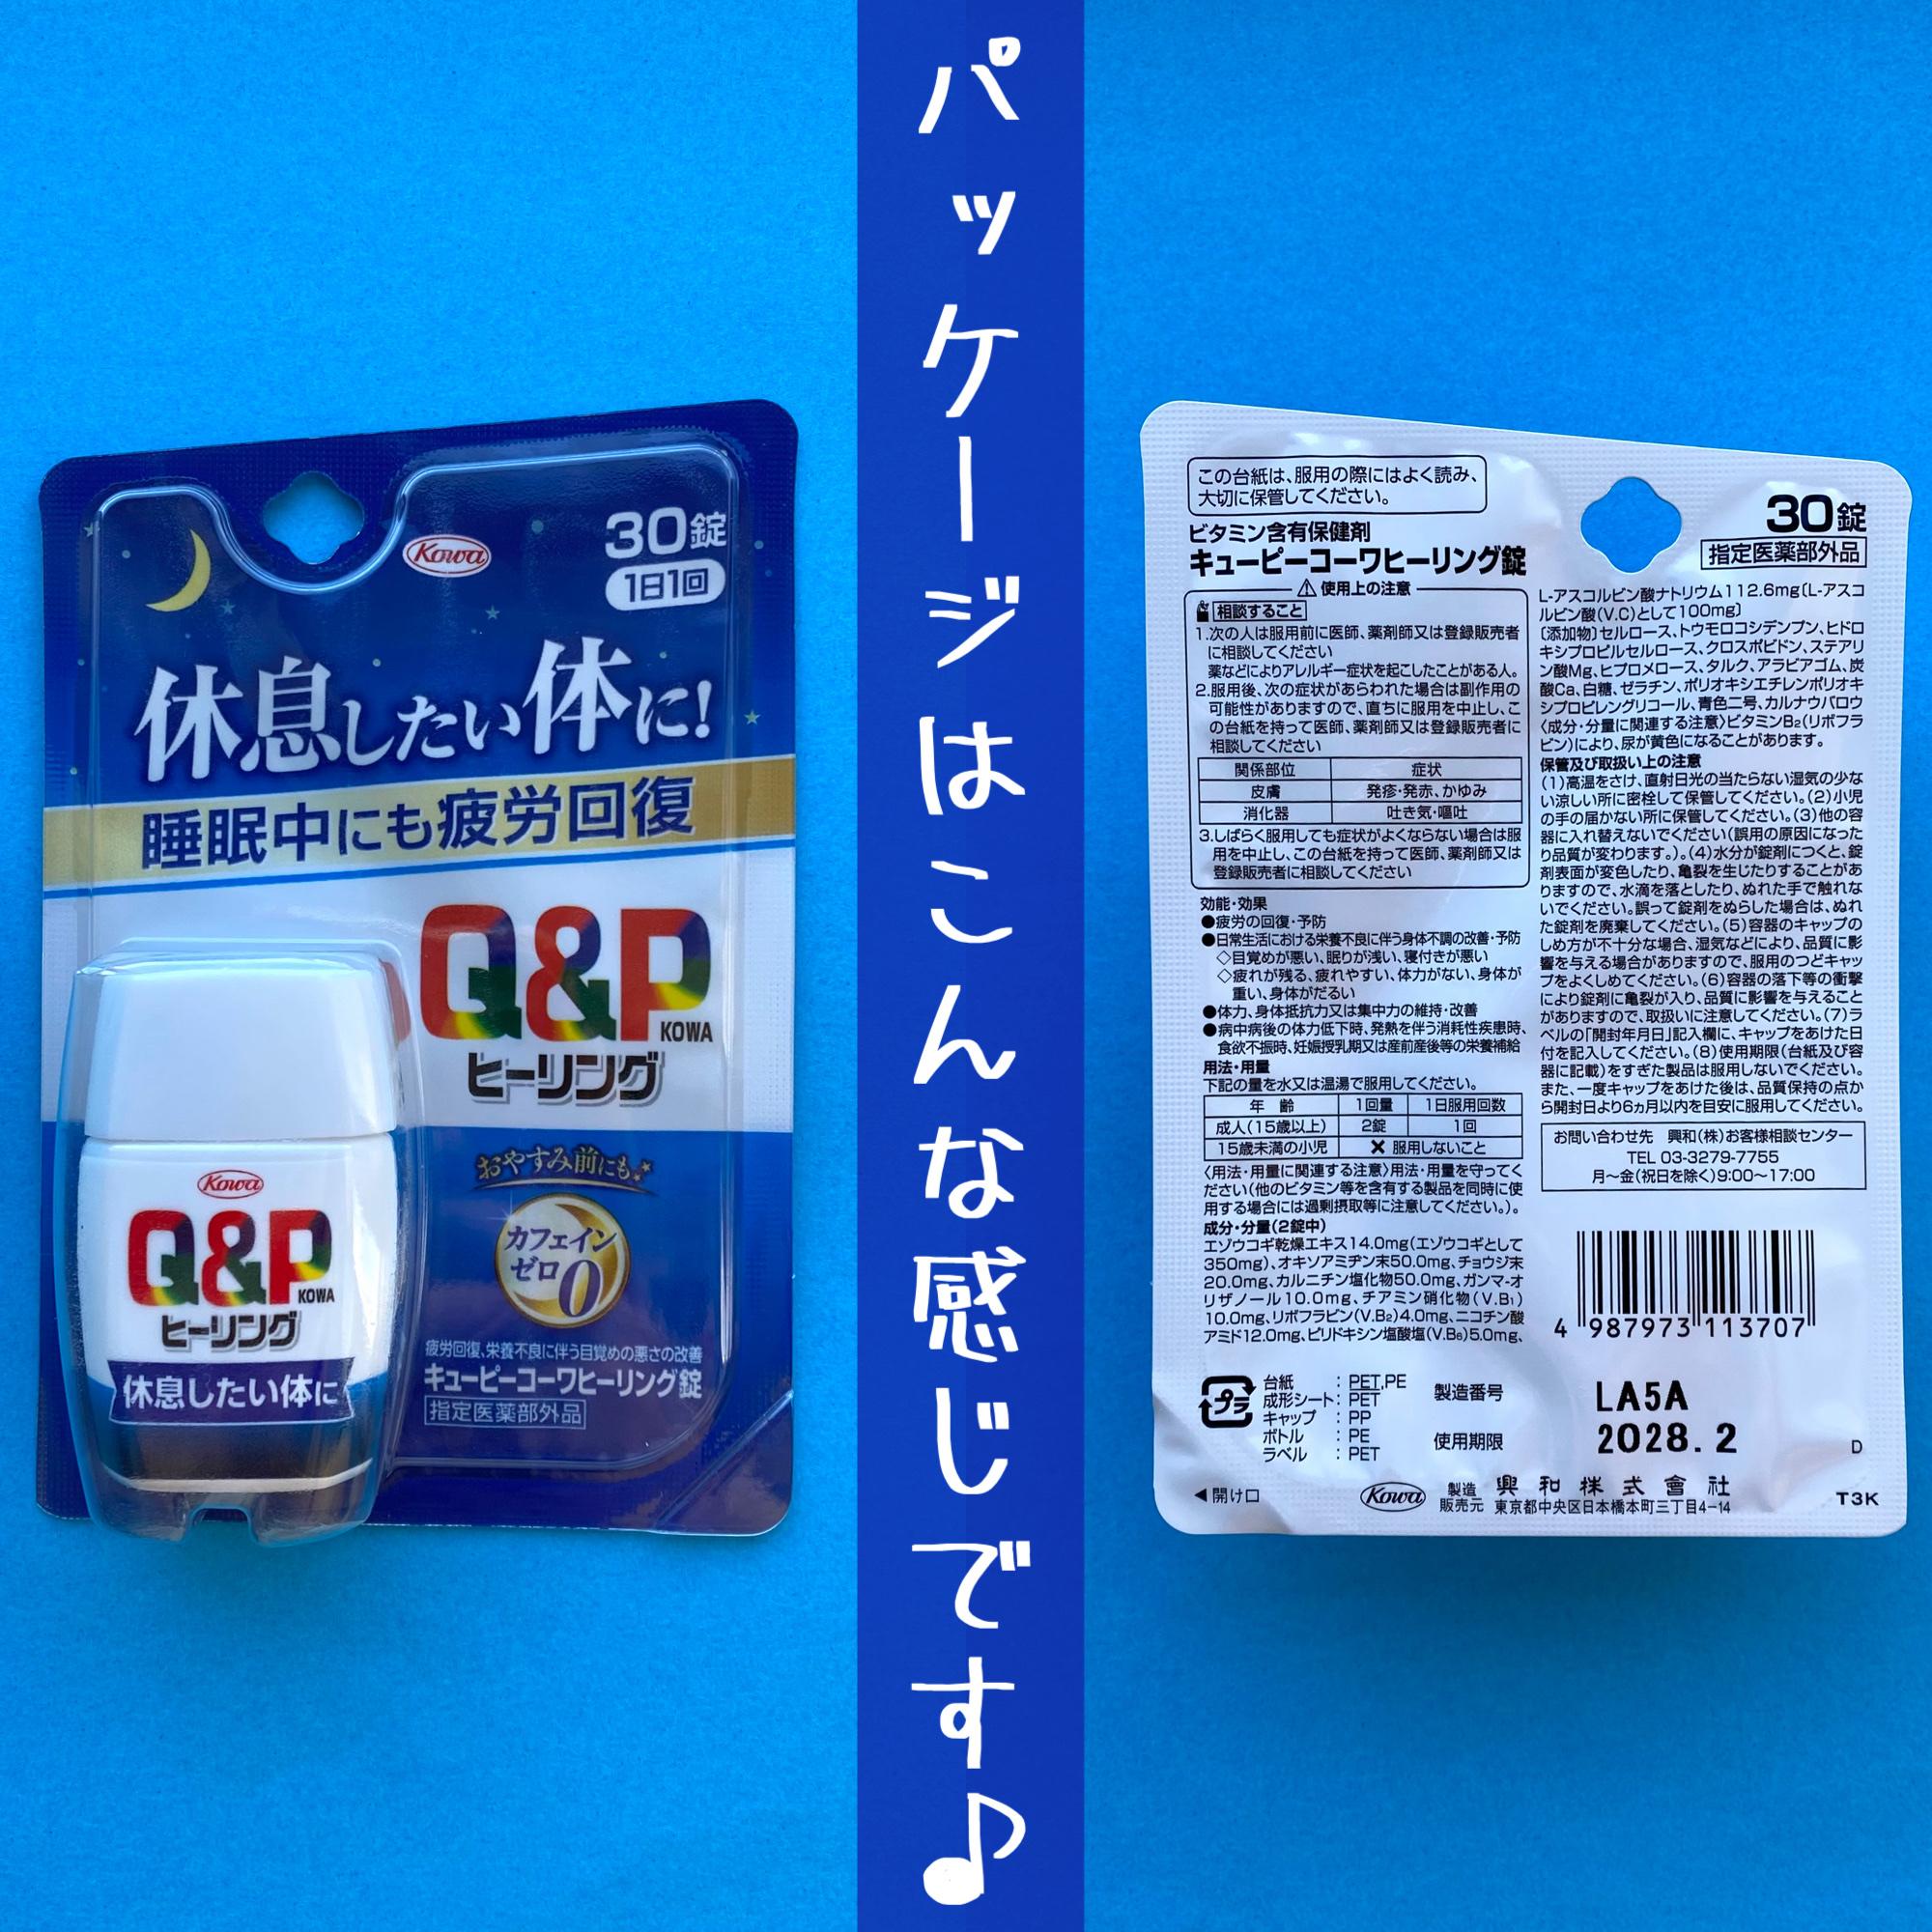 パッケージはこんな感じです♪
Kowa
30錠
1日1回
休息したい体に!
睡眠中にも疲労回復
Q&P
KOWA
ヒーリング
おやすみ前にも
カフェイン
ゼロ0
疲労回復、栄養不良に伴う目覚めの悪さの改善
キューピーコーワヒーリング錠
指定医薬部外品
Kowa
Q&P
KOWA
ヒーリング
休息したい体に
この台紙は、服用の際にはよく読み、
大切に保管してください。
30錠
指定医薬部外品
ビタミン含有保健剤
キューピーコーワヒーリング錠
⚠使用上の注意
相談すること
1.次の人は服用前に医師、薬剤師又は登録販売者
に相談してください
薬などによりアレルギー症状を起こしたことがある人。
2.服用後、次の症状があらわれた場合は副作用の
可能性がありますので、直ちに服用を中止し、こ
の台紙を持って医師、薬剤師又は登録販売者に
相談してください
関係部位 症状
皮膚 発疹・発赤、かゆみ
消化器 吐き気・嘔吐
3.しばらく服用しても症状がよくならない場合は服
用を中止し、この台紙を持って医師、薬剤師又は
登録販売者に相談してください
効能・効果
●疲労の回復・予防
●日常生活における栄養不良に伴う身体不調の改善・予防
◇目覚めが悪い、眠りが浅い、寝付きが悪い
◇疲れが残る、疲れやすい、体力がない、身体が
重い、身体がだるい
●体力、身体抵抗力又は集中力の維持・改善
●病中病後の体力低下時、発熱を伴う消耗性疾患時、
食欲不振時、妊娠授乳期又は産前産後等の栄養補給
用法・用量
下記の量を水又は温湯で服用してください。
年 齢 1回量 1日服用回数
成人(15歳以上) 2錠 1回
15歳未満の小児 ✖ 服用しないこと
〈用法・用量に関連する注意〉用法・用量を守ってく
ださい(他のビタミン等を含有する製品を同時に使
用する場合には過剰摂取等に注意してください。)。
成分・分量(2錠中)
エゾウコギ乾燥エキス14.0mg(エゾウコギとして
350mg)、オキソアミヂン末50.0mg、チョウジ末
20.0mg、カルニチン塩化物50.0mg、ガンマ-オ
リザノール10.0mg、チアミン硝化物(V.B₁)
10.0mg、リボフラビン(V.B₂)4.0mg、ニコチン酸
アミド12.0mg、ピリドキシン塩酸塩(V.B₆)5.0mg、
L-アスコルビン酸ナトリウム112.6mg〔L-アスコ
ルビン酸(V.C)として100mg〕
〔添加物〕セルロース、トウモロコシデンプン、ヒドロ
キシプロピルセルロース、クロスポビドン、ステアリ
ン酸Mg、ヒプロメロース、タルク、アラビアゴム、炭
酸Ca、白糖、ゼラチン、ポリオキシエチレンポリオキ
シプロピレングリコール、青色二号、カルナウバロウ
〈成分・分量に関連する注意〉ビタミンB₂(リボフラ
ビン)により、尿が黄色になることがあります。
保管及び取扱い上の注意
(1)高温をさけ、直射日光の当たらない湿気の少な
い涼しい所に密栓して保管してください。(2)小児
の手の届かない所に保管してください。(3)他の容
器に入れ替えないでください(誤用の原因になった
り品質が変わります。)。(4)水分が錠剤につくと、錠
剤表面が変色したり、亀裂を生じたりすることがあ
りますので、水滴を落としたり、ぬれた手で触れな
いでください。誤って錠剤をぬらした場合は、ぬれ
た錠剤を廃棄してください。(5)容器のキャップの
しめ方が不十分な場合、湿気などにより、品質に影
響を与える場合がありますので、服用のつどキャッ
プをよくしめてください。(6)容器の落下等の衝撃
により錠剤に亀裂が入り、品質に影響を与えること
がありますので、取扱いに注意してください。(7)ラ
ベルの「開封年月日」記入欄に、キャップをあけた日
付を記入してください。(8)使用期限(台紙及び容
器に記載)をすぎた製品は服用しないでください。
また、一度キャップをあけた後は、品質保持の点か
ら開封日より6ヵ月以内を目安に服用してください。
お問い合わせ先 興和(株)お客様相談センター
TEL 03-3279-7755
月～金(祝日を除く)9:00～17:00
4 987973 113707
プラ
台紙 : PET,PE
成形シート: PET
キャップ : PP
ボトル : PE
ラベル : PET
製造番号 LA5A
使用期限 2028.2
D
◀開け口
Kowa
製造
販売元
興和株式會社
東京都中央区日本橋本町三丁目4-14
T3K